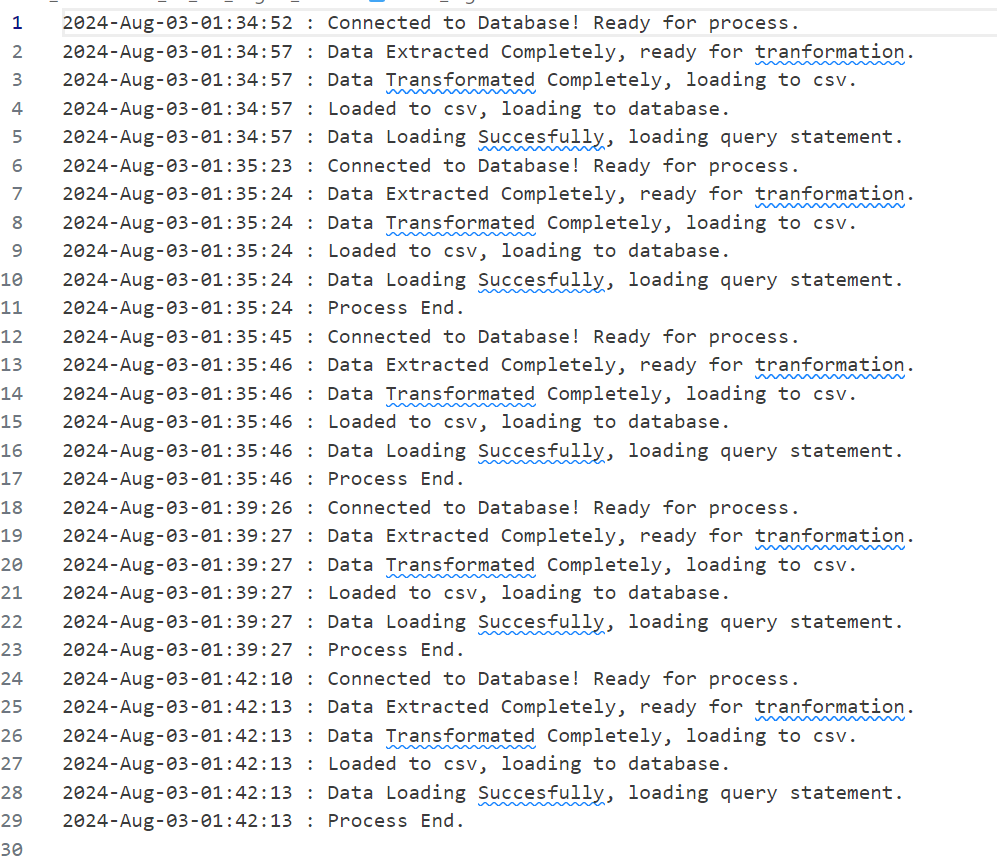 1 2024-Aug-03-01:34:52 : Connected to Database! Ready for process.
2 2024-Aug-03-01:34:57 : Data Extracted Completely, ready for tranformation.
3 2024-Aug-03-01:34:57 : Data Transformated Completely, loading to csv.
4 2024-Aug-03-01:34:57 : Loaded to csv, loading to database.
5 2024-Aug-03-01:34:57 : Data Loading Succesfully, loading query statement.
6 2024-Aug-03-01:35:23 : Connected to Database! Ready for process.
7 2024-Aug-03-01:35:24 : Data Extracted Completely, ready for tranformation.
8 2024-Aug-03-01:35:24 : Data Transformated Completely, loading to csv.
9 2024-Aug-03-01:35:24 : Loaded to csv, loading to database.
10 2024-Aug-03-01:35:24 : Data Loading Succesfully, loading query statement.
11 2024-Aug-03-01:35:24 : Process End.
12 2024-Aug-03-01:35:45 : Connected to Database! Ready for process.
13 2024-Aug-03-01:35:46 : Data Extracted Completely, ready for tranformation.
14 2024-Aug-03-01:35:46 : Data Transformated Completely, loading to csv.
15 2024-Aug-03-01:35:46 : Loaded to csv, loading to database.
16 2024-Aug-03-01:35:46 : Data Loading Succesfully, loading query statement.
17 2024-Aug-03-01:35:46 : Process End.
18 2024-Aug-03-01:39:26 : Connected to Database! Ready for process.
19 2024-Aug-03-01:39:27 : Data Extracted Completely, ready for tranformation.
20 2024-Aug-03-01:39:27 : Data Transformated Completely, loading to csv.
21 2024-Aug-03-01:39:27 : Loaded to csv, loading to database.
22 2024-Aug-03-01:39:27 : Data Loading Succesfully, loading query statement.
23 2024-Aug-03-01:39:27 : Process End.
24 2024-Aug-03-01:42:10 : Connected to Database! Ready for process.
25 2024-Aug-03-01:42:13 : Data Extracted Completely, ready for tranformation.
26 2024-Aug-03-01:42:13 : Data Transformated Completely, loading to csv.
27 2024-Aug-03-01:42:13 : Loaded to csv, loading to database.
28 2024-Aug-03-01:42:13 : Data Loading Succesfully, loading query statement.
29 2024-Aug-03-01:42:13 : Process End.
30